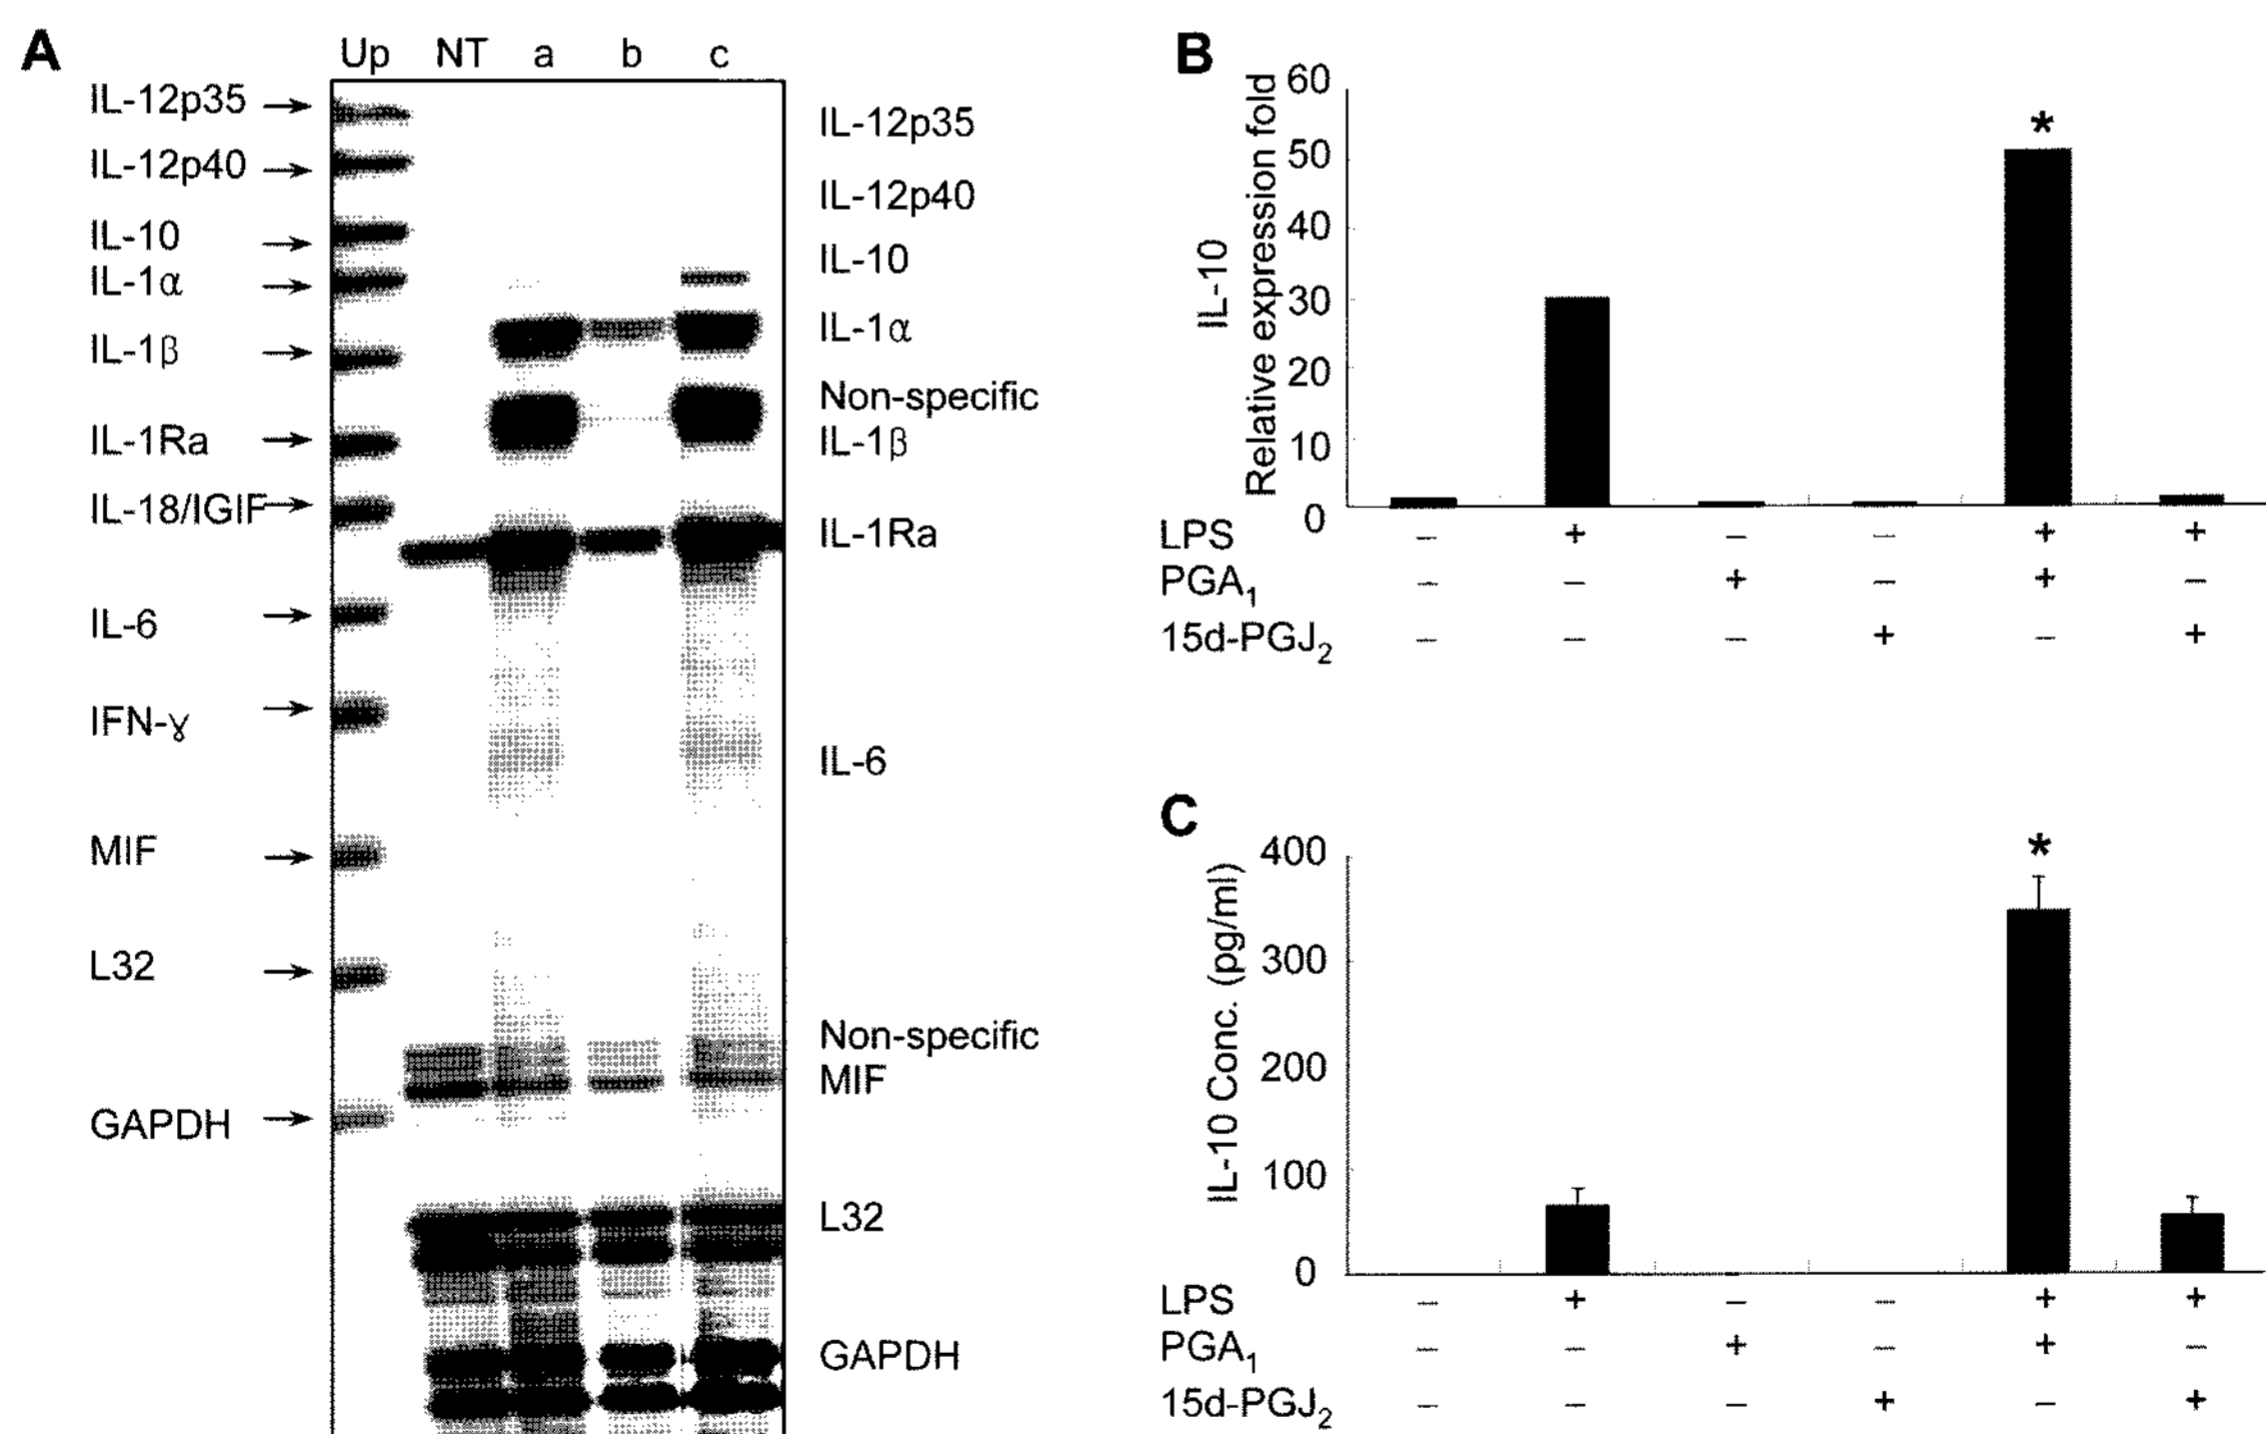 A
Up NT a b c
IL-12p35
IL-12p40
IL-10
IL-1α
IL-1β
IL-1Ra
IL-18/IGIF
IL-6
IFN-γ
MIF
L32
GAPDH
IL-12p35
IL-12p40
IL-10
IL-1α
Non-specific
IL-1β
IL-1Ra
IL-6
Non-specific
MIF
L32
GAPDH
B
IL-10
Relative expression fold
60
50
40
30
20
10
0
*
LPS – + – – + +
PGA1 – – + – + –
15d-PGJ2 – – – + – +
C
IL-10 Conc. (pg/ml)
400
300
200
100
0
*
LPS – + – – + +
PGA1 – – + – + –
15d-PGJ2 – – – + – +